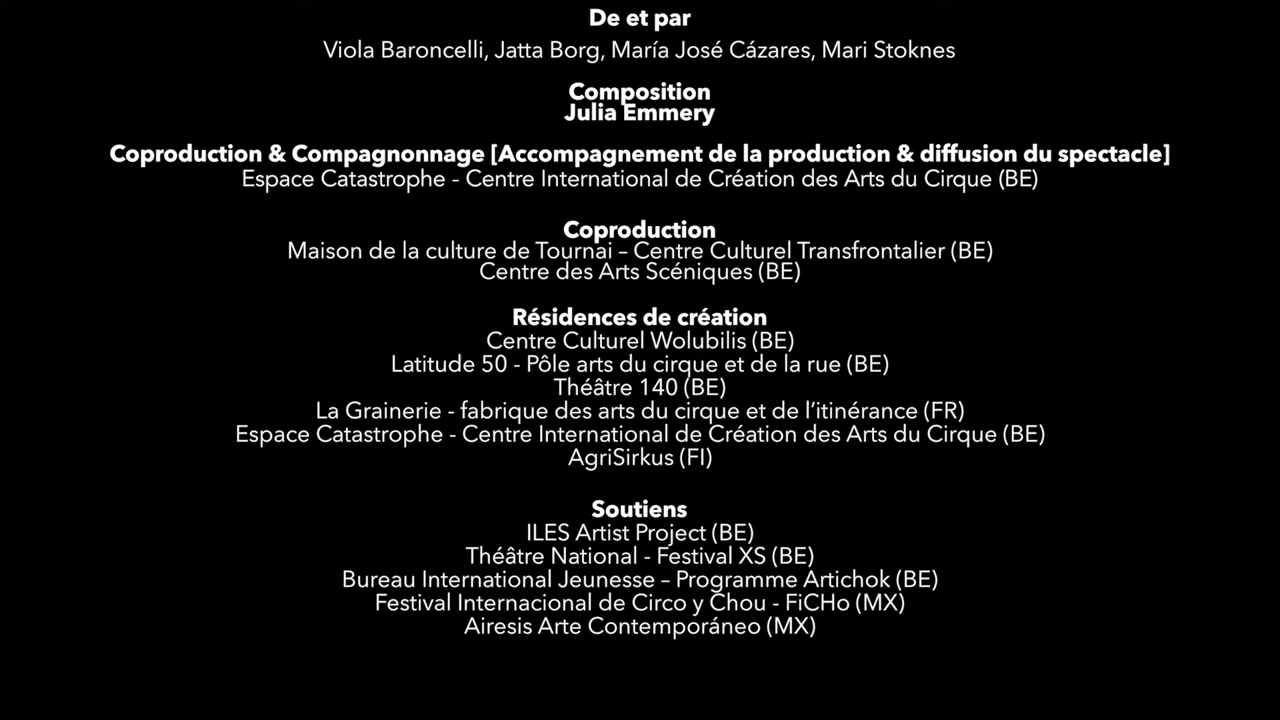 De et par
Viola Baroncelli, Jatta Borg, María José Cázares, Mari Stoknes
Composition
Julia Emmery
Coproduction & Compagnonnage [Accompagnement de la production & diffusion du spectacle]
Espace Catastrophe - Centre International de Création des Arts du Cirque (BE)
Coproduction
Maison de la culture de Tournai – Centre Culturel Transfrontalier (BE)
Centre des Arts Scéniques (BE)
Résidences de création
Centre Culturel Wolubilis (BE)
Latitude 50 - Pôle arts du cirque et de la rue (BE)
Théâtre 140 (BE)
La Grainerie - fabrique des arts du cirque et de l’itinérance (FR)
Espace Catastrophe - Centre International de Création des Arts du Cirque (BE)
AgriSirkus (FI)
Soutiens
ILES Artist Project (BE)
Théâtre National - Festival XS (BE)
Bureau International Jeunesse – Programme Artichok (BE)
Festival Internacional de Circo y Chou - FiCHo (MX)
Airesis Arte Contemporáneo (MX)